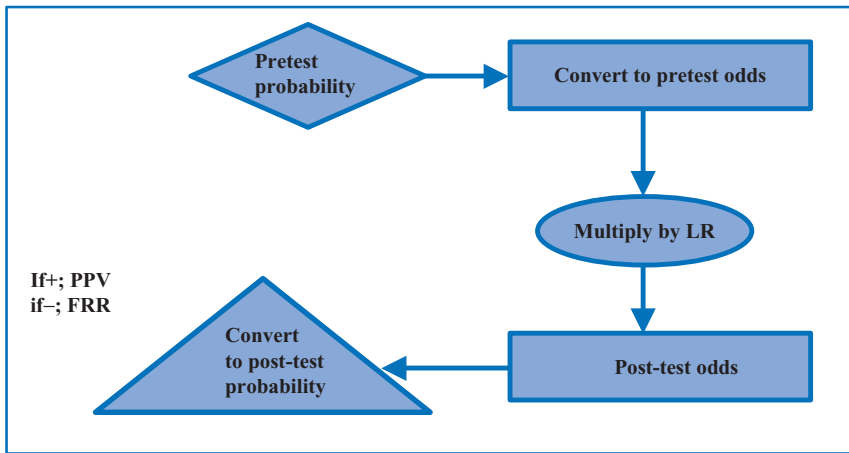 Pretest
probability
Convert to pretest odds
Multiply by LR
Post-test odds
Convert
to post-test
probability
If+; PPV
if–; FRR